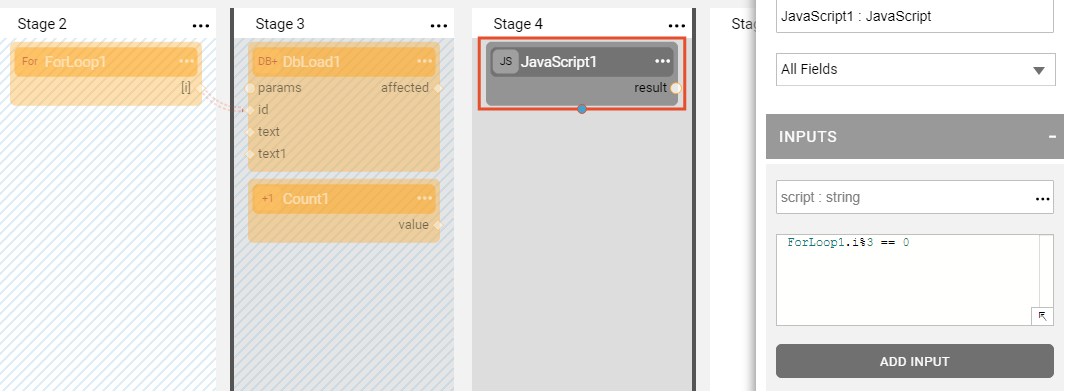 Stage 2
For ForLoop1
[i]
Stage 3
DB+ DbLoad1
params affected
id
text
text1
+1 Count1
value
Stage 4
JS JavaScript1
result
Stag
JavaScript1 : JavaScript
All Fields
INPUTS
script : string
ForLoop1.i%3 == 0
ADD INPUT